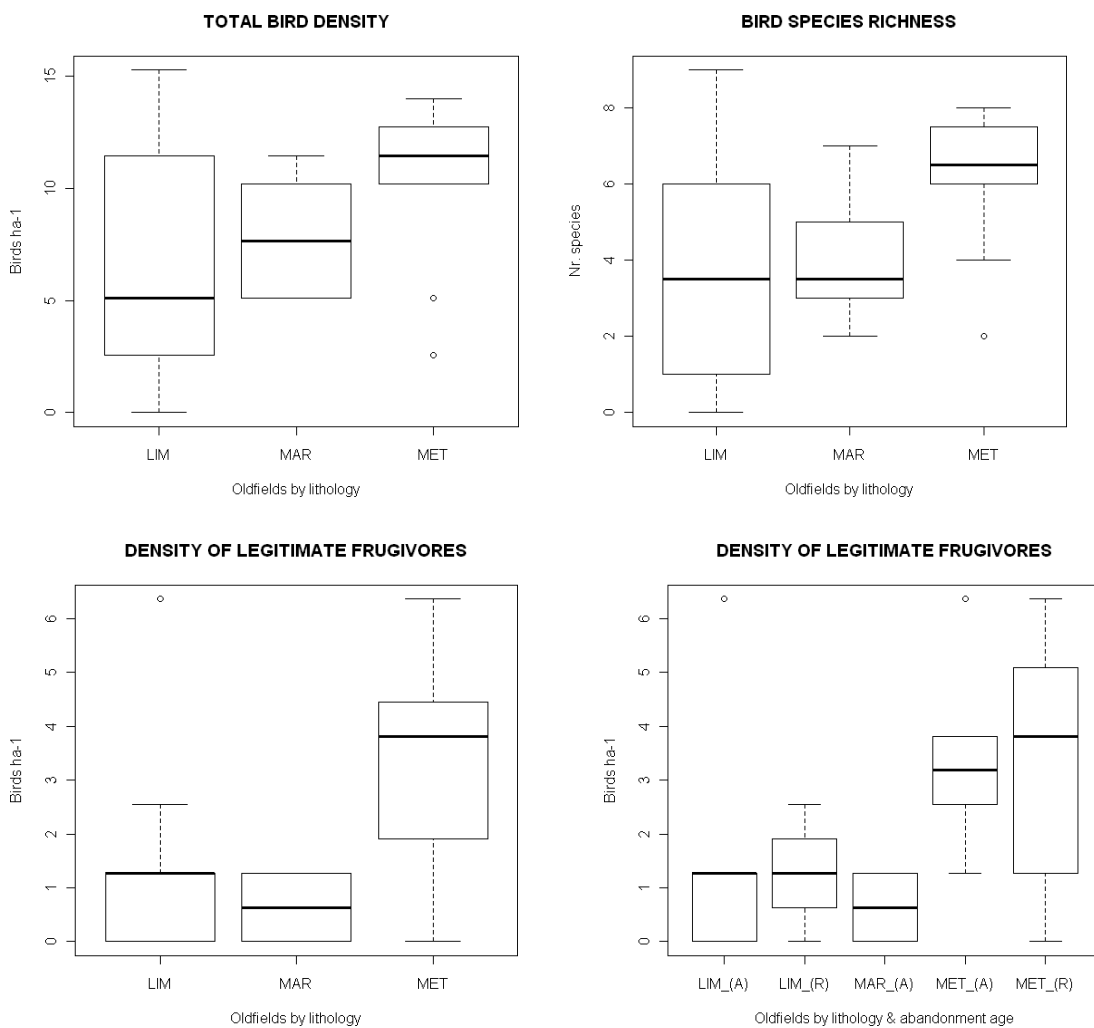 TOTAL BIRD DENSITY
Birds ha-1
0
5
10
15
LIM MAR MET
Oldfields by lithology
BIRD SPECIES RICHNESS
Nr. species
0
2
4
6
8
LIM MAR MET
Oldfields by lithology
DENSITY OF LEGITIMATE FRUGIVORES
Birds ha-1
0
1
2
3
4
5
6
LIM MAR MET
Oldfields by lithology
DENSITY OF LEGITIMATE FRUGIVORES
Birds ha-1
0
1
2
3
4
5
6
LIM_(A) LIM_(R) MAR_(A) MET_(A) MET_(R)
Oldfields by lithology & abandonment age